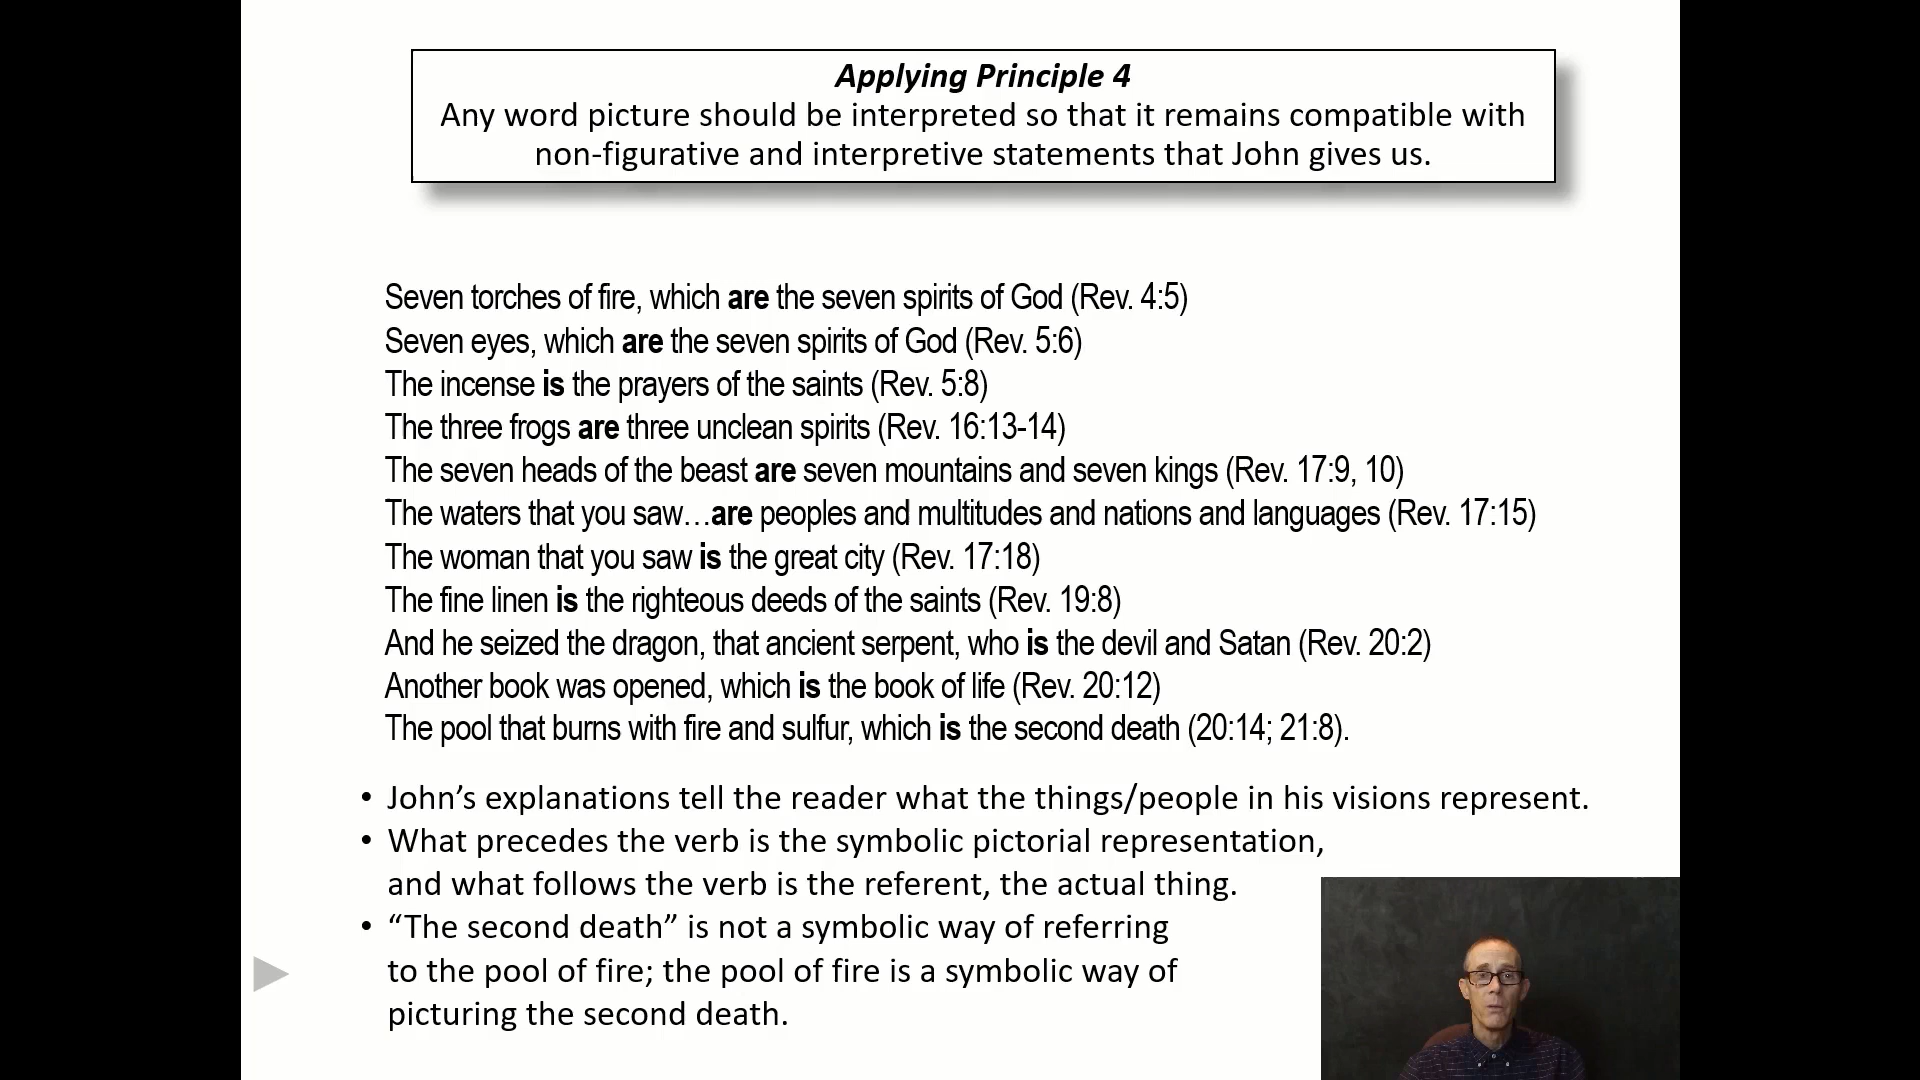 Applying Principle 4
Any word picture should be interpreted so that it remains compatible with
non-figurative and interpretive statements that John gives us.
Seven torches of fire, which are the seven spirits of God (Rev. 4:5)
Seven eyes, which are the seven spirits of God (Rev. 5:6)
The incense is the prayers of the saints (Rev. 5:8)
The three frogs are three unclean spirits (Rev. 16:13-14)
The seven heads of the beast are seven mountains and seven kings (Rev. 17:9, 10)
The waters that you saw…are peoples and multitudes and nations and languages (Rev. 17:15)
The woman that you saw is the great city (Rev. 17:18)
The fine linen is the righteous deeds of the saints (Rev. 19:8)
And he seized the dragon, that ancient serpent, who is the devil and Satan (Rev. 20:2)
Another book was opened, which is the book of life (Rev. 20:12)
The pool that burns with fire and sulfur, which is the second death (20:14; 21:8).
• John’s explanations tell the reader what the things/people in his visions represent.
• What precedes the verb is the symbolic pictorial representation,
and what follows the verb is the referent, the actual thing.
• “The second death” is not a symbolic way of referring
to the pool of fire; the pool of fire is a symbolic way of
picturing the second death.